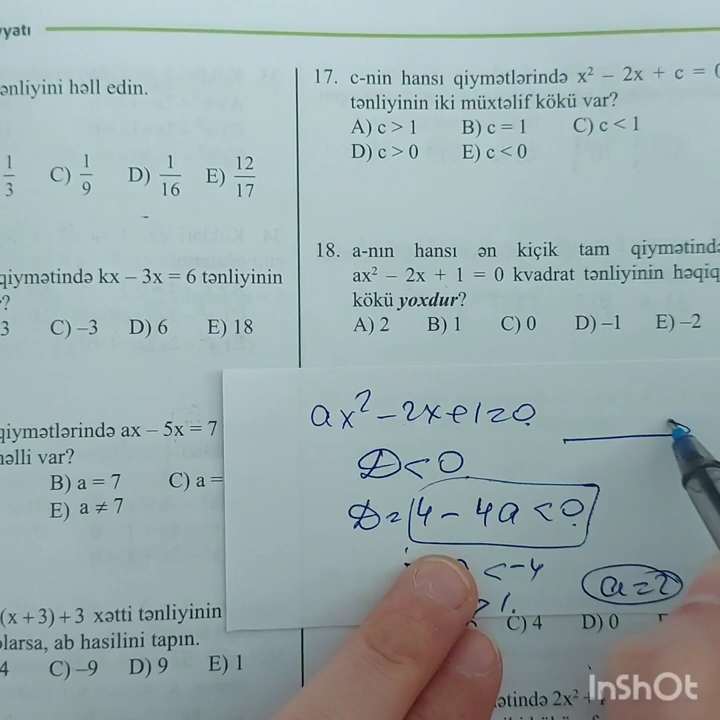 yyatı
ənliyini həll edin.
1/3 C) 1/9 D) 1/16 E) 12/17
qiymətində kx – 3x = 6 tənliyinin
?
3 C) –3 D) 6 E) 18
qiymətlərində ax – 5x = 7
həlli var?
B) a = 7 C) a =
E) a ≠ 7
(x + 3) + 3 xətti tənliyinin
olarsa, ab hasilini tapın.
4 C) –9 D) 9 E) 1
17. c-nin hansı qiymətlərində x² – 2x + c = 0
tənliyinin iki müxtəlif kökü var?
A) c > 1 B) c = 1 C) c < 1
D) c > 0 E) c < 0
18. a-nın hansı ən kiçik tam qiymətində
ax² – 2x + 1 = 0 kvadrat tənliyinin həqiq
kökü yoxdur?
A) 2 B) 1 C) 0 D) –1 E) –2
ax² – 2x + 1 = 0
D < 0
D = 4 – 4a < 0
< –4
> 1. a = 2
C) 4 D) 0
ətində 2x² +
InShOt